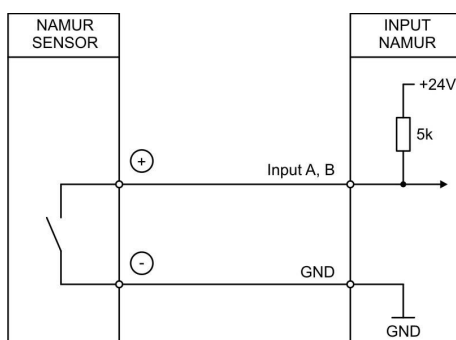 NAMUR
SENSOR
INPUT
NAMUR
+24V
5k
+
Input A, B
-
GND
GND